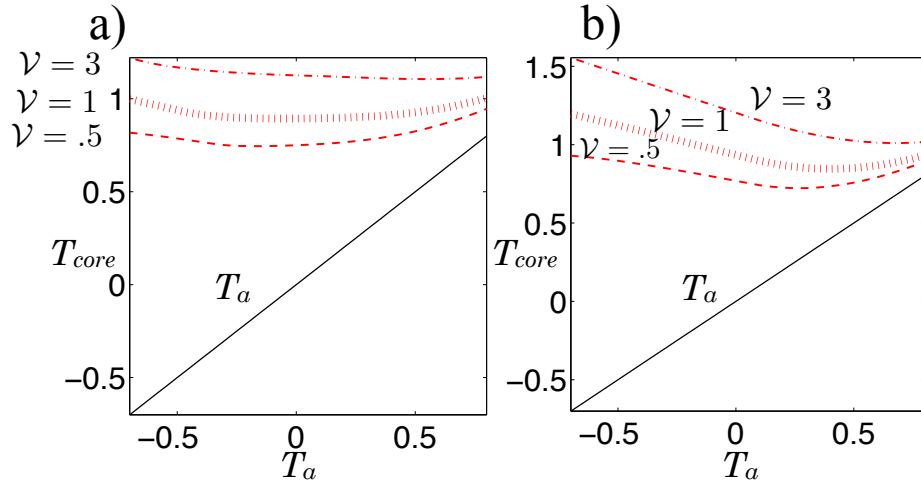 a)
𝒱 = 3
𝒱 = 1
𝒱 = .5
1
0.5
0
−0.5
T_core
T_a
−0.5
0
0.5
T_a
b)
𝒱 = 3
𝒱 = 1
𝒱 = .5
1.5
1
0.5
0
−0.5
T_core
T_a
−0.5
0
0.5
T_a